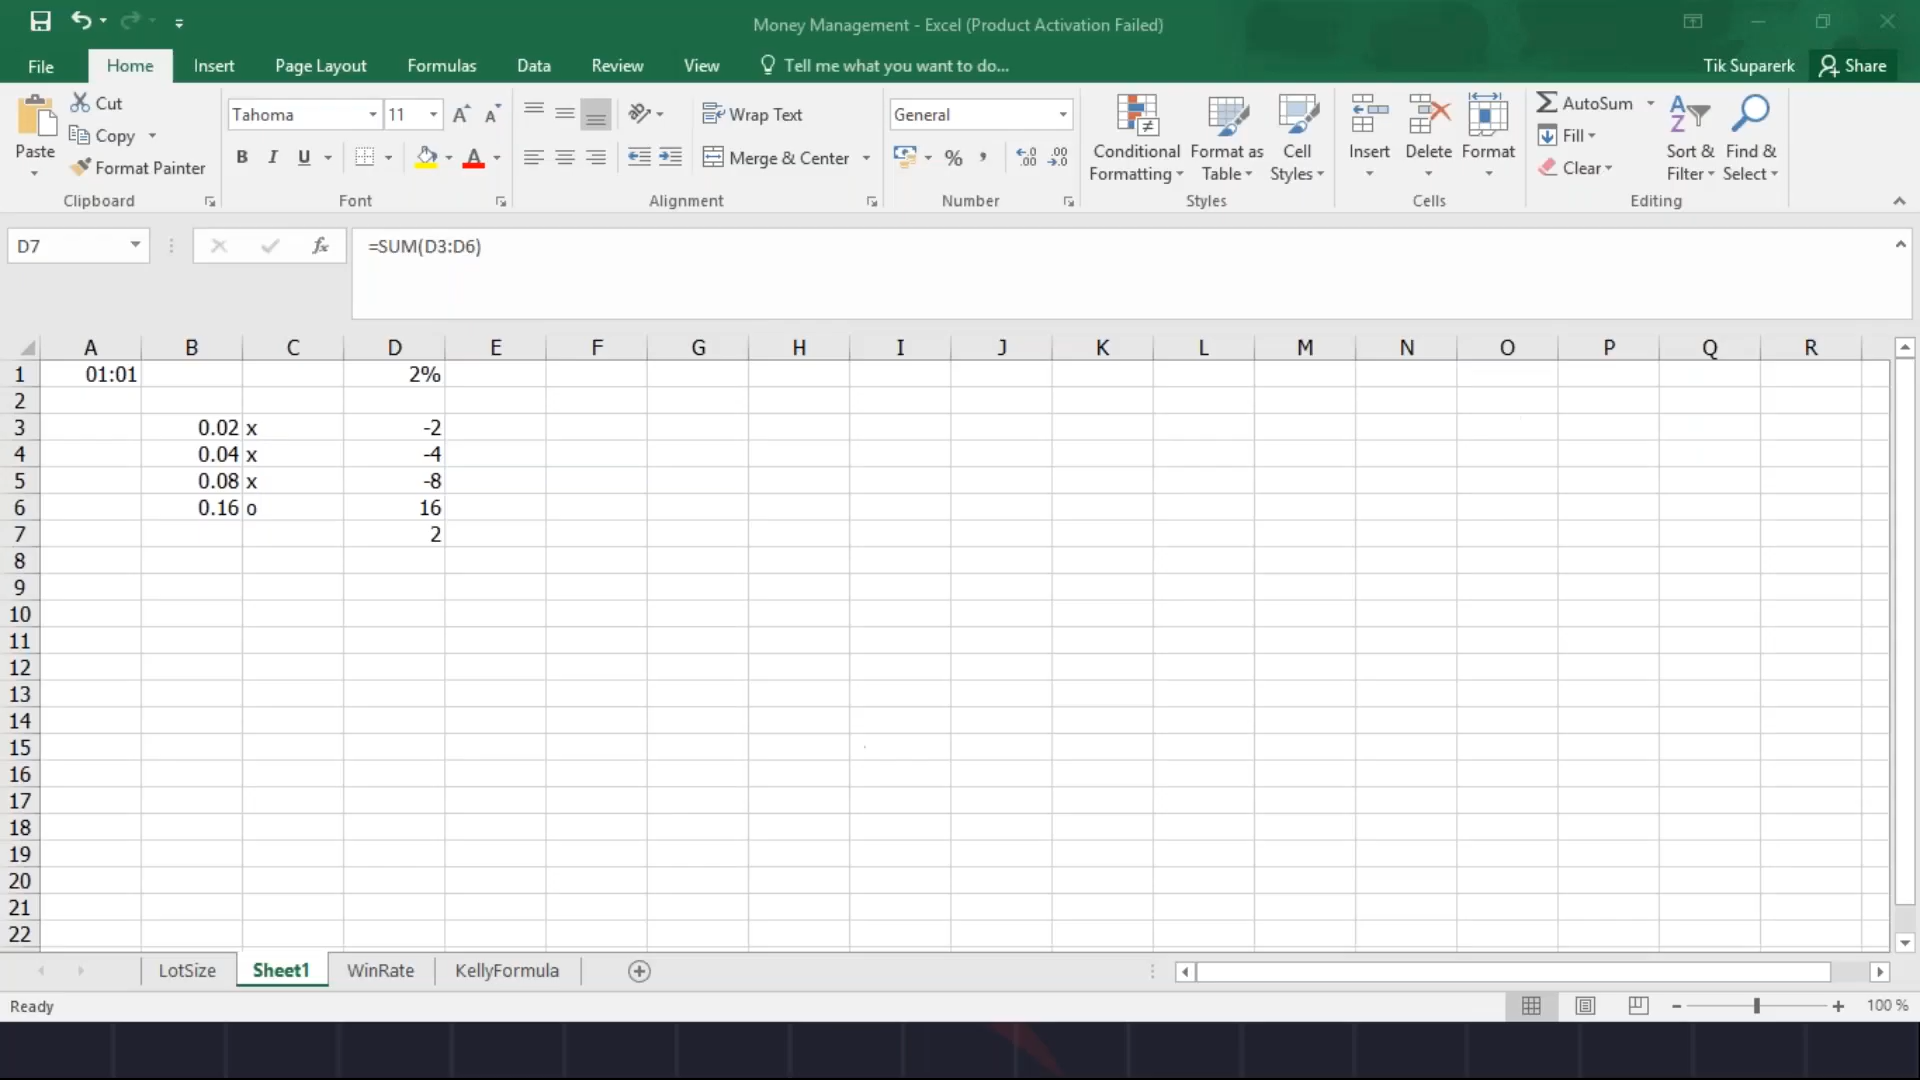 Money Management - Excel (Product Activation Failed)
File Home Insert Page Layout Formulas Data Review View Tell me what you want to do... Tik Suparerk Share
Paste
Cut
Copy
Format Painter
Clipboard
Tahoma 11
B I U A
Font
Wrap Text
Merge & Center
Alignment
General
% ,
Number
Conditional Formatting
Format as Table
Cell Styles
Styles
Insert Delete Format
Cells
AutoSum
Fill
Clear
Sort & Filter
Find & Select
Editing
D7 fx =SUM(D3:D6)
A B C D E F G H I J K L M N O P Q R
1 01:01 2%
2
3 0.02 x -2
4 0.04 x -4
5 0.08 x -8
6 0.16 o 16
7 2
8
9
10
11
12
13
14
15
16
17
18
19
20
21
22
LotSize Sheet1 WinRate KellyFormula
Ready 100 %